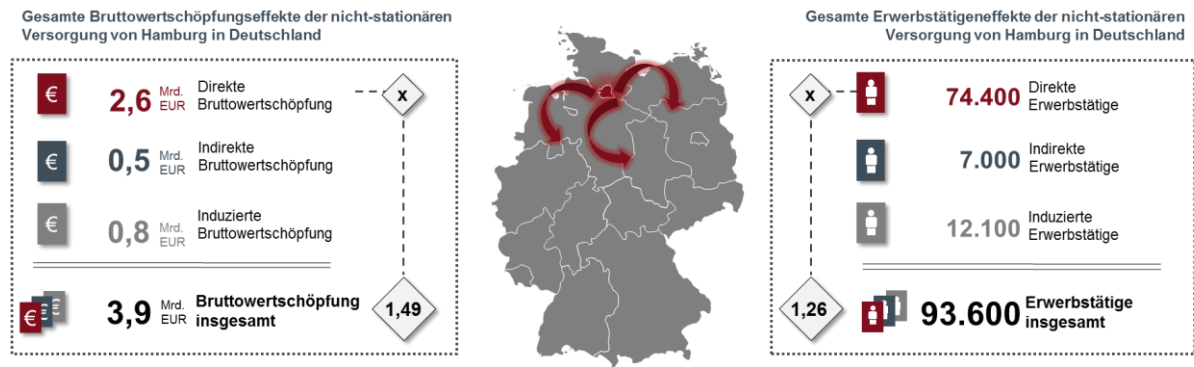 Gesamte Bruttowertschöpfungseffekte der nicht-stationären
Versorgung von Hamburg in Deutschland
€
2,6 Mrd. EUR Direkte Bruttowertschöpfung
x
€
0,5 Mrd. EUR Indirekte Bruttowertschöpfung
€
0,8 Mrd. EUR Induzierte Bruttowertschöpfung
€ € €
3,9 Mrd. EUR Bruttowertschöpfung insgesamt
1,49
Gesamte Erwerbstätigeneffekte der nicht-stationären
Versorgung von Hamburg in Deutschland
x
74.400 Direkte Erwerbstätige
7.000 Indirekte Erwerbstätige
12.100 Induzierte Erwerbstätige
1,26
93.600 Erwerbstätige insgesamt